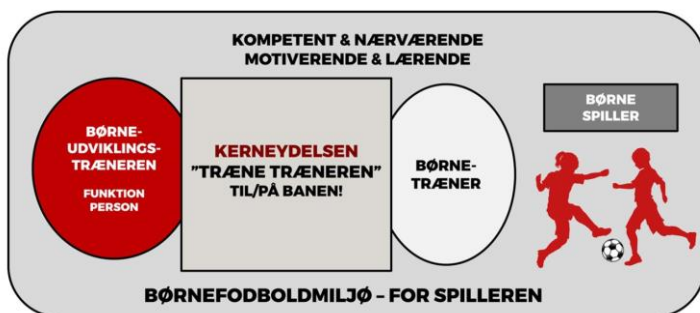 KOMPETENT & NÆRVÆRENDE
MOTIVERENDE & LÆRENDE
BØRNE-
UDVIKLINGS-
TRÆNEREN
FUNKTION
PERSON
KERNEYDELSEN
”TRÆNE TRÆNEREN”
TIL/PÅ BANEN!
BØRNE-
TRÆNER
BØRNE
SPILLER
BØRNEFODBOLDMILJØ – FOR SPILLEREN